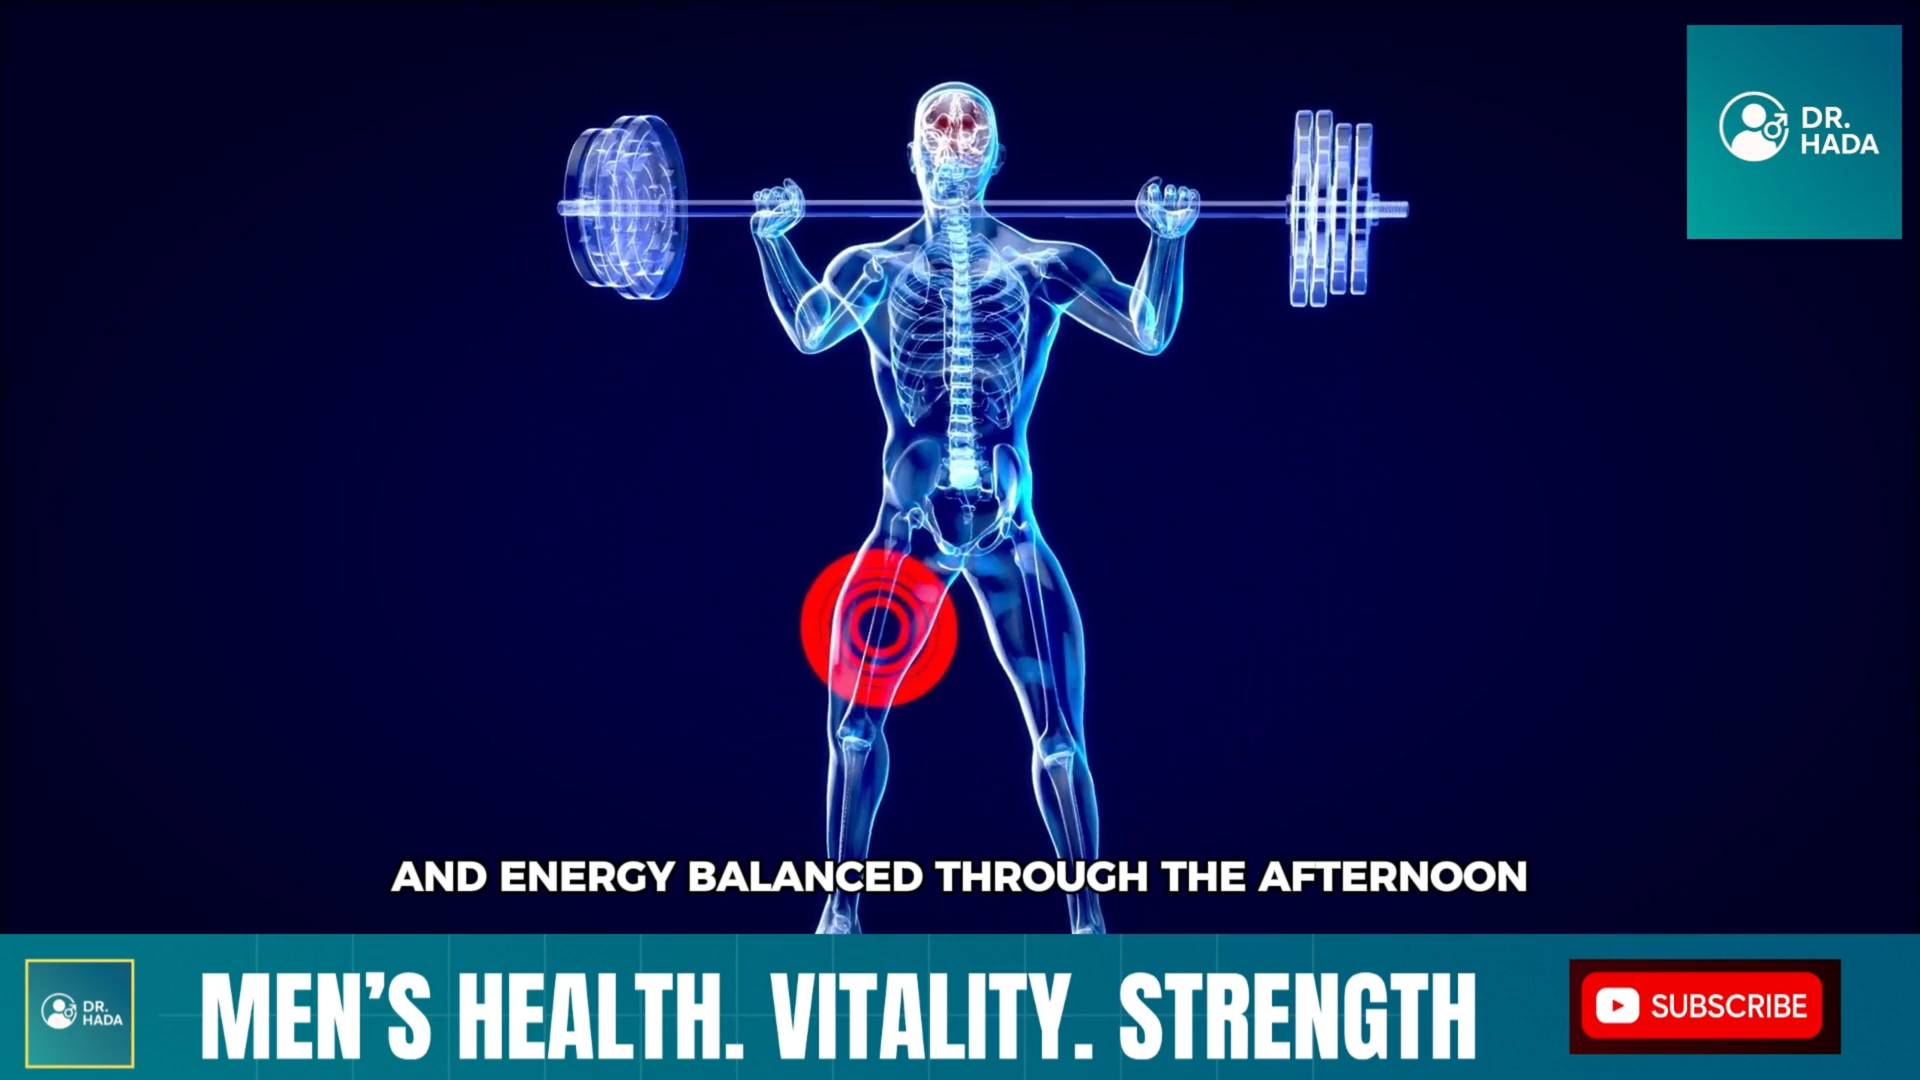 DR.
HADA
AND ENERGY BALANCED THROUGH THE AFTERNOON
DR.
HADA
MEN'S HEALTH. VITALITY. STRENGTH
SUBSCRIBE